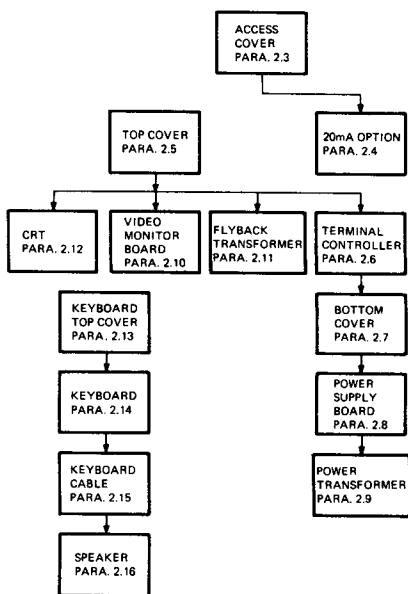 ACCESS
COVER
PARA. 2.3
TOP COVER
PARA. 2.5
20mA OPTION
PARA. 2.4
CRT
PARA. 2.12
VIDEO
MONITOR
BOARD
PARA. 2.10
FLYBACK
TRANSFORMER
PARA. 2.11
TERMINAL
CONTROLLER
PARA. 2.6
KEYBOARD
TOP COVER
PARA. 2.13
BOTTOM
COVER
PARA. 2.7
KEYBOARD
PARA. 2.14
POWER
SUPPLY
BOARD
PARA. 2.8
KEYBOARD
CABLE
PARA. 2.15
POWER
TRANSFORMER
PARA. 2.9
SPEAKER
PARA. 2.16